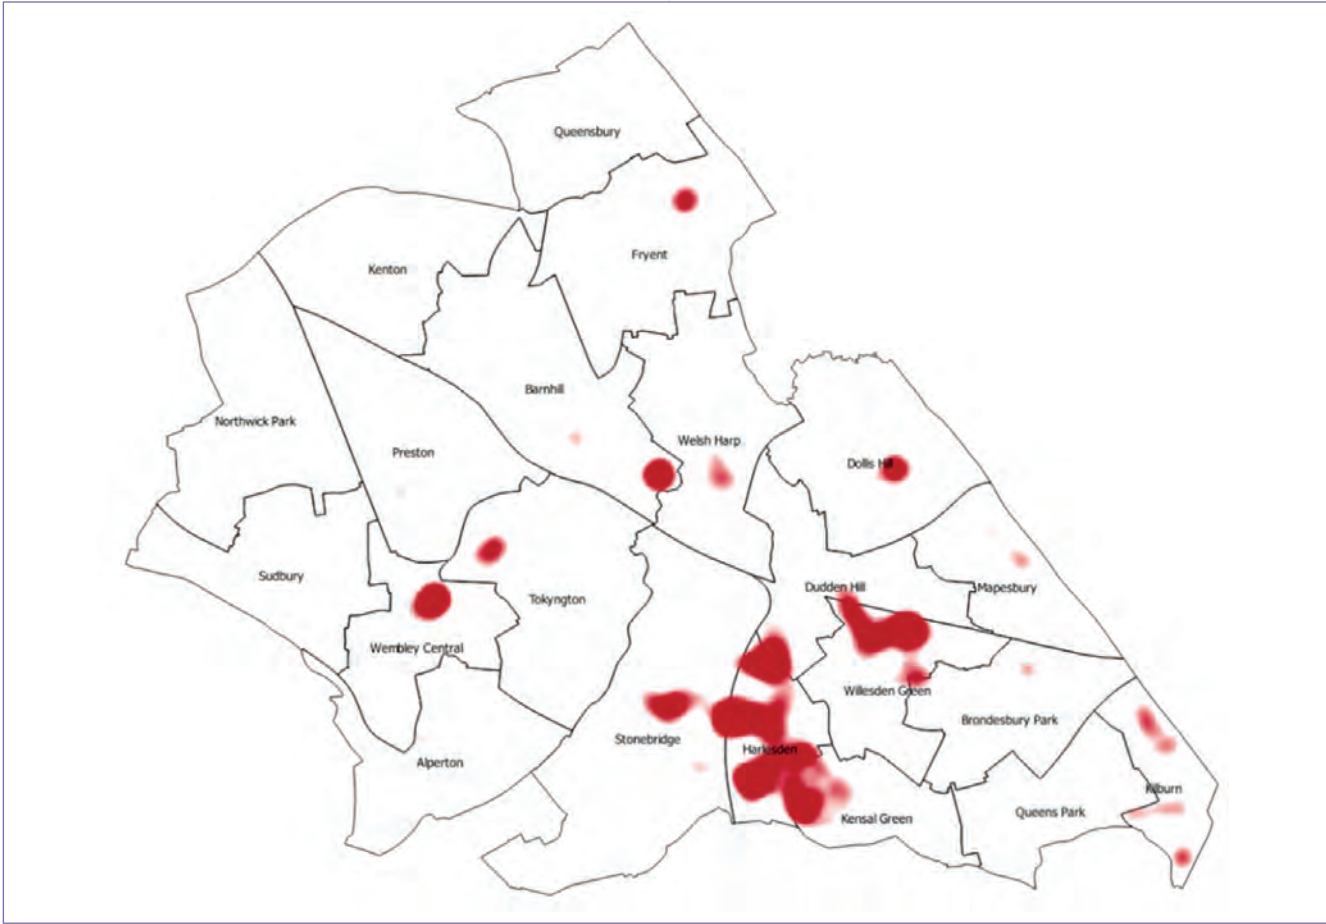 Queensbury
Fryent
Kenton
Barnhill
Northwick Park
Welsh Harp
Preston
Dollis Hill
Sudbury
Dudden Hill
Mapesbury
Tokyngton
Wembley Central
Willesden Green
Brondesbury Park
Stonebridge
Harlesden
Alperton
Kilburn
Queens Park
Kensal Green